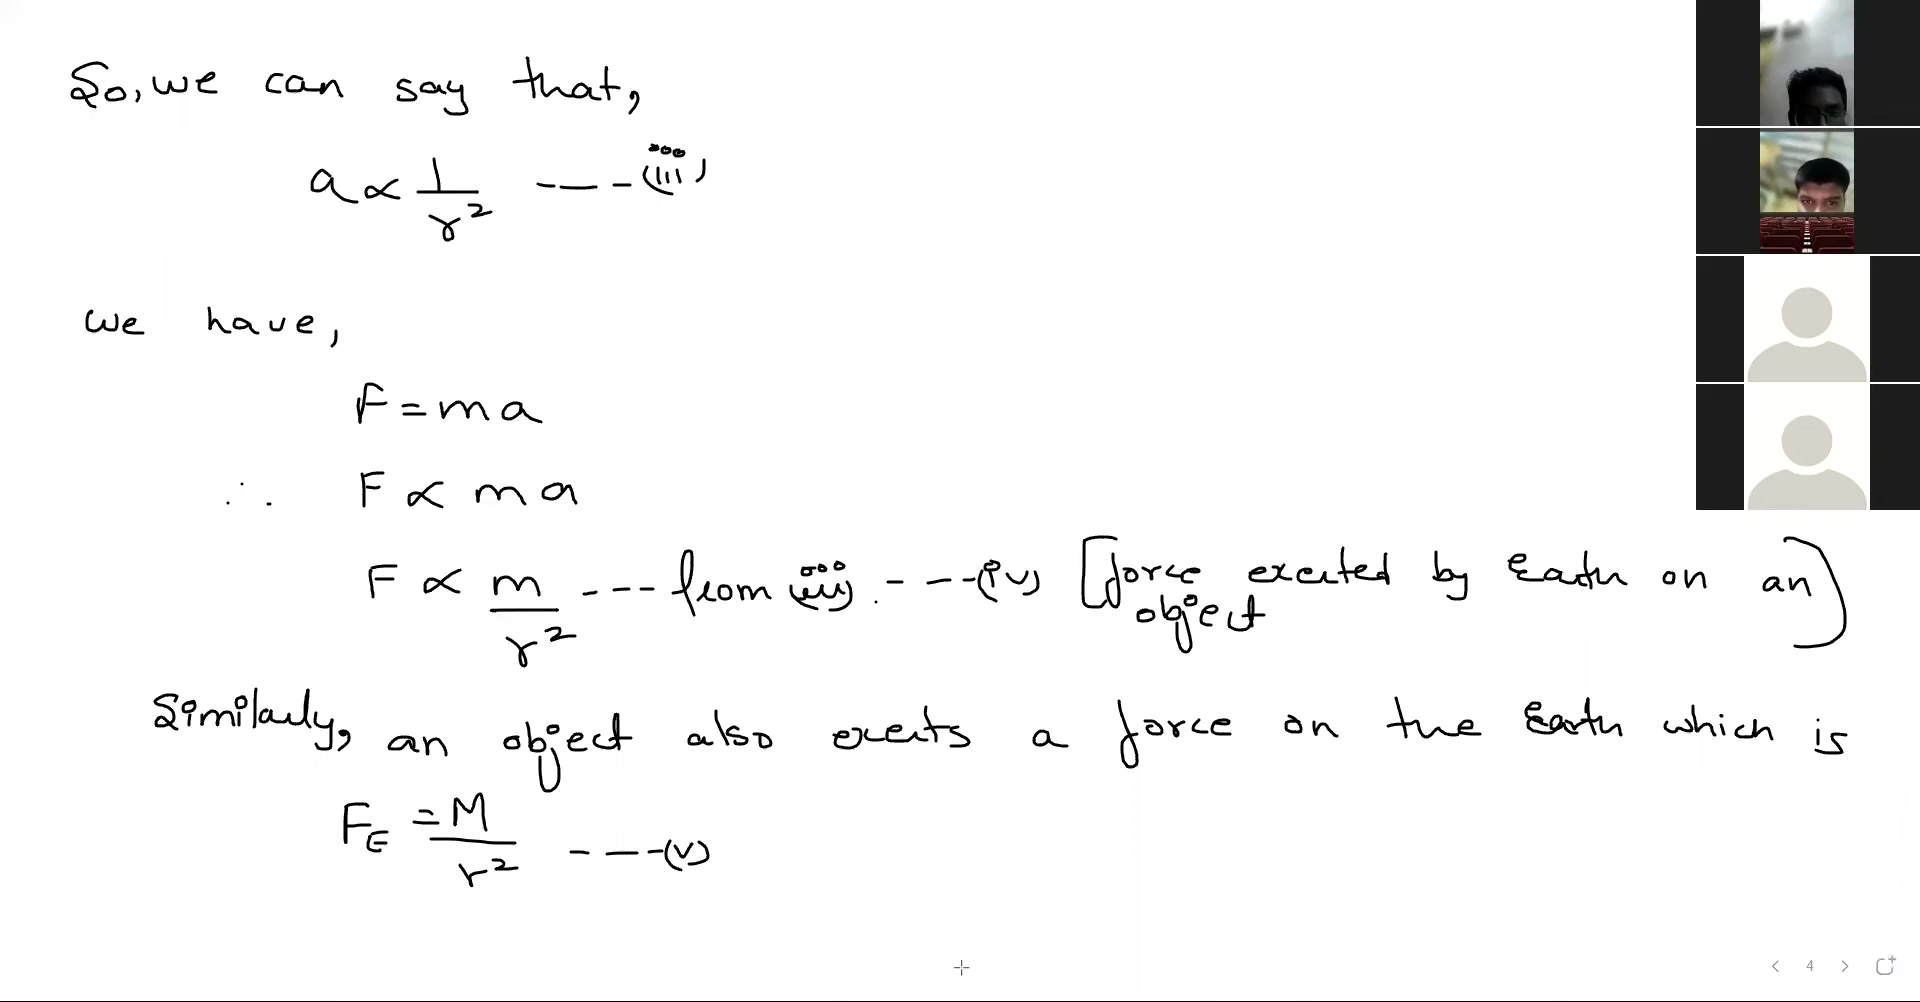 So, we can say that,
a ∝ 1/r² ---- (iii)
we have,
F = ma
∴ F ∝ ma
F ∝ m/r² --- from (iii). ----(iv) [force exerted by Earth on an object]
Similarly, an object also exerts a force on the Earth which is
F_E = M/r² ----(v)
4